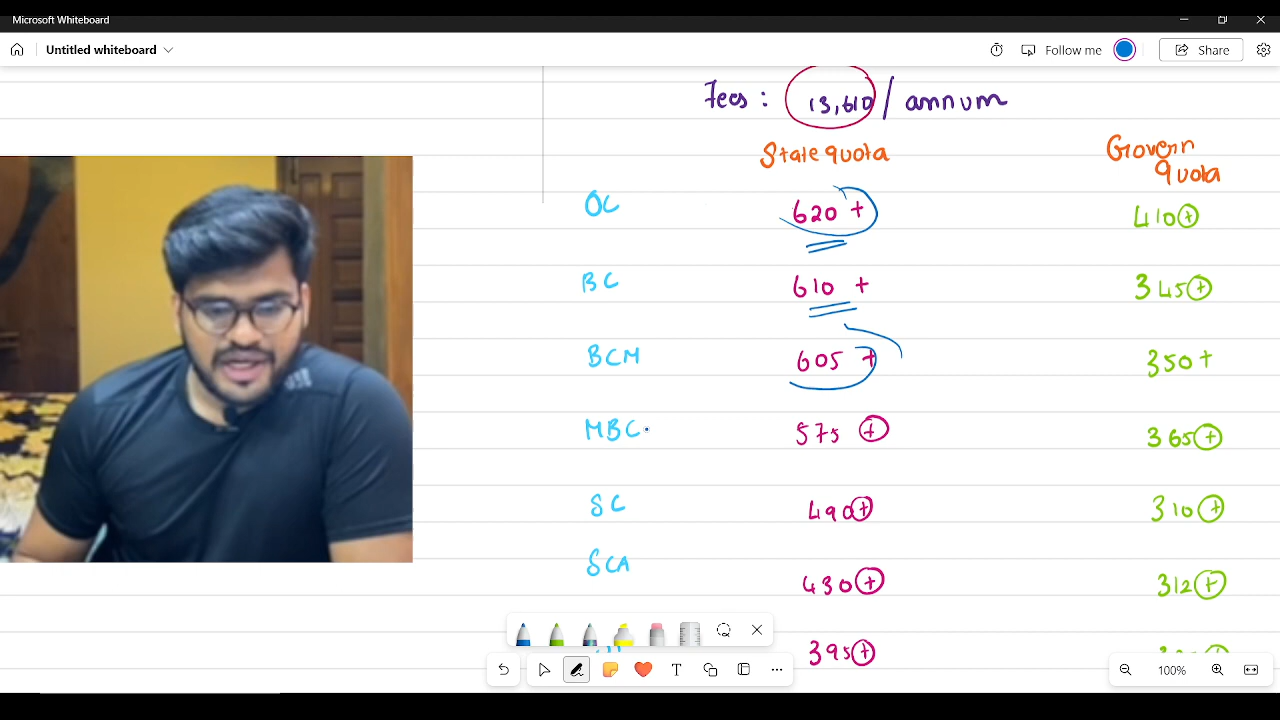 Microsoft Whiteboard
Untitled whiteboard
Follow me
Share
Fees : 13,610 / annum
State quota
Govern quota
OC 620 + 410 +
BC 610 + 345 +
BCM 605 + 350 +
MBC 575 + 365 +
SC 490 + 310 +
SCA 430 + 312 +
395 +
100%